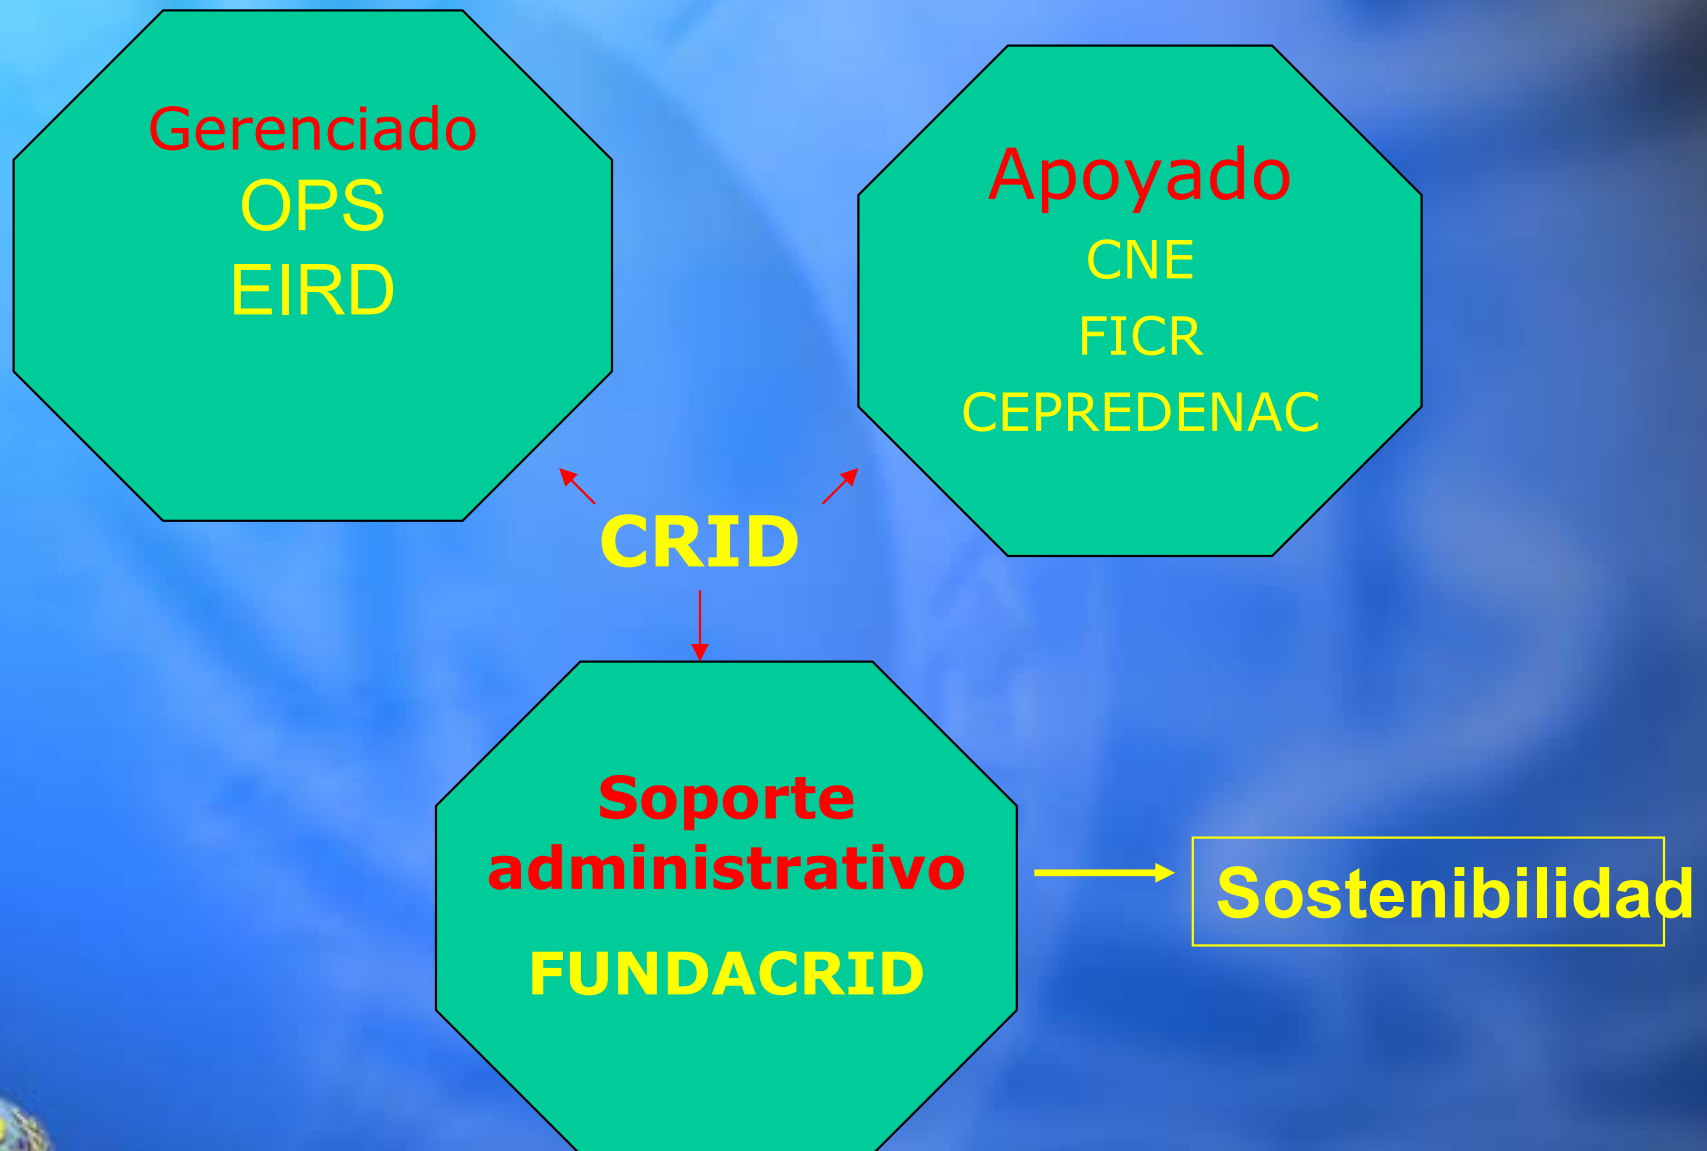 Gerenciado
OPS
EIRD
Apoyado
CNE
FICR
CEPREDENAC
CRID
Soporte
administrativo
FUNDACRID
Sostenibilidad